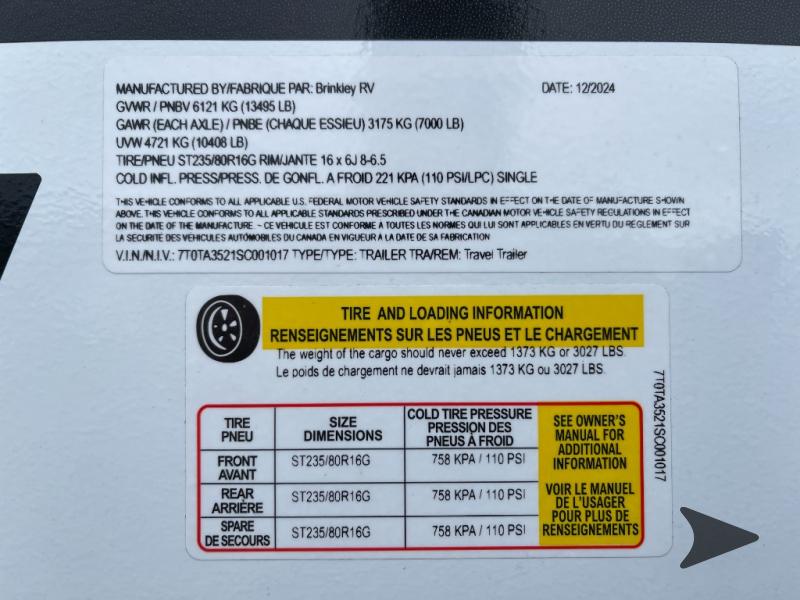 MANUFACTURED BY/FABRIQUE PAR: Brinkley RV DATE: 12/2024
GVWR / PNBV 6121 KG (13495 LB)
GAWR (EACH AXLE) / PNBE (CHAQUE ESSIEU) 3175 KG (7000 LB)
UVW 4721 KG (10408 LB)
TIRE/PNEU ST235/80R16G RIM/JANTE 16 x 6J 8-6.5
COLD INFL. PRESS/PRESS. DE GONFL. A FROID 221 KPA (110 PSI/LPC) SINGLE
THIS VEHICLE CONFORMS TO ALL APPLICABLE U.S. FEDERAL MOTOR VEHICLE SAFETY STANDARDS IN EFFECT ON THE DATE OF MANUFACTURE SHOWN
ABOVE. THIS VEHICLE CONFORMS TO ALL APPLICABLE STANDARDS PRESCRIBED UNDER THE CANADIAN MOTOR VEHICLE SAFETY REGULATIONS IN EFFECT
ON THE DATE OF THE MANUFACTURE. - CE VEHICULE EST CONFORME À TOUTES LES NORMES QUI LUI SONT APPLICABLES EN VERTU DU REGLEMENT SUR
LA SECURITE DES VEHICULES AUTOMOBILES DU CANADA EN VIGUEUR A LA DATE DE SA FABRICATION
V.I.N./N.I.V.: 7T0TA3521SC001017 TYPE/TYPE: TRAILER TRA/REM: Travel Trailer
TIRE AND LOADING INFORMATION
RENSEIGNEMENTS SUR LES PNEUS ET LE CHARGEMENT
The weight of the cargo should never exceed 1373 KG or 3027 LBS.
Le poids de chargement ne devrait jamais 1373 KG ou 3027 LBS.
TIRE
PNEU
SIZE
DIMENSIONS
COLD TIRE PRESSURE
PRESSION DES
PNEUS À FROID
FRONT
AVANT
ST235/80R16G
758 KPA / 110 PSI
REAR
ARRIÈRE
ST235/80R16G
758 KPA / 110 PSI
SPARE
DE SECOURS
ST235/80R16G
758 KPA / 110 PSI
SEE OWNER'S
MANUAL FOR
ADDITIONAL
INFORMATION
VOIR LE MANUEL
DE L'USAGER
POUR PLUS DE
RENSEIGNEMENTS
7T0TA3521SC001017